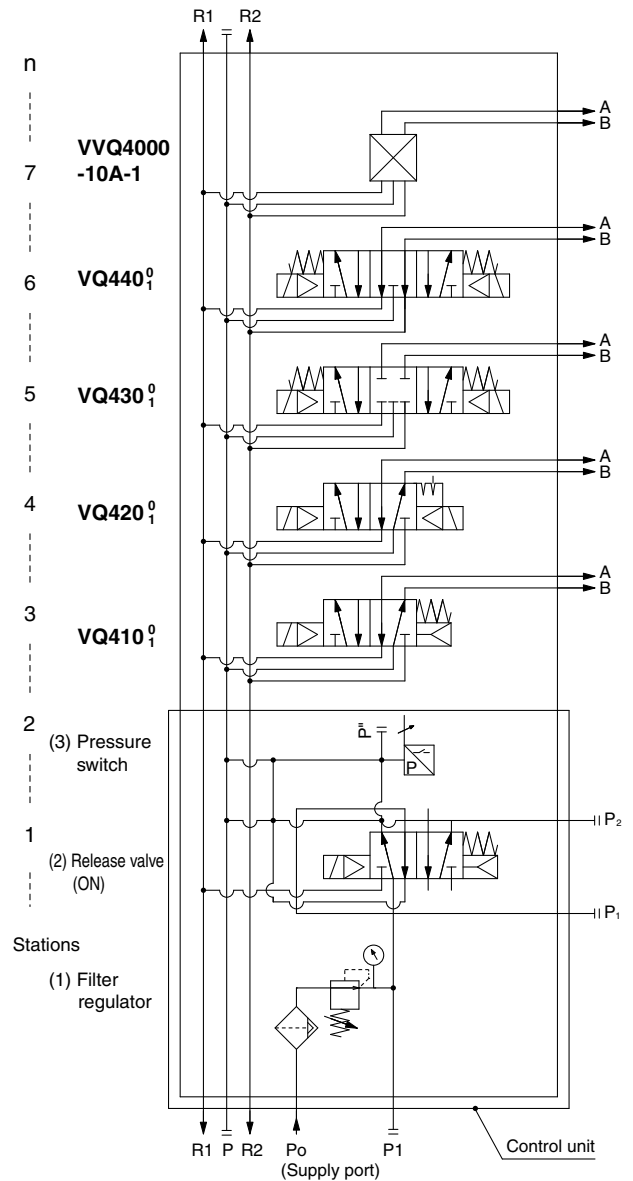 R1 R2
n
A
B
VVQ4000
-10A-1
7
A
B
VQ440 0 1
6
A
B
VQ430 0 1
5
A
B
VQ420 0 1
4
A
B
VQ410 0 1
3
2
P"
P
(3) Pressure
switch
P2
1
(2) Release valve
(ON)
P1
Stations
(1) Filter
regulator
R1 P R2 Po P1
(Supply port)
Control unit